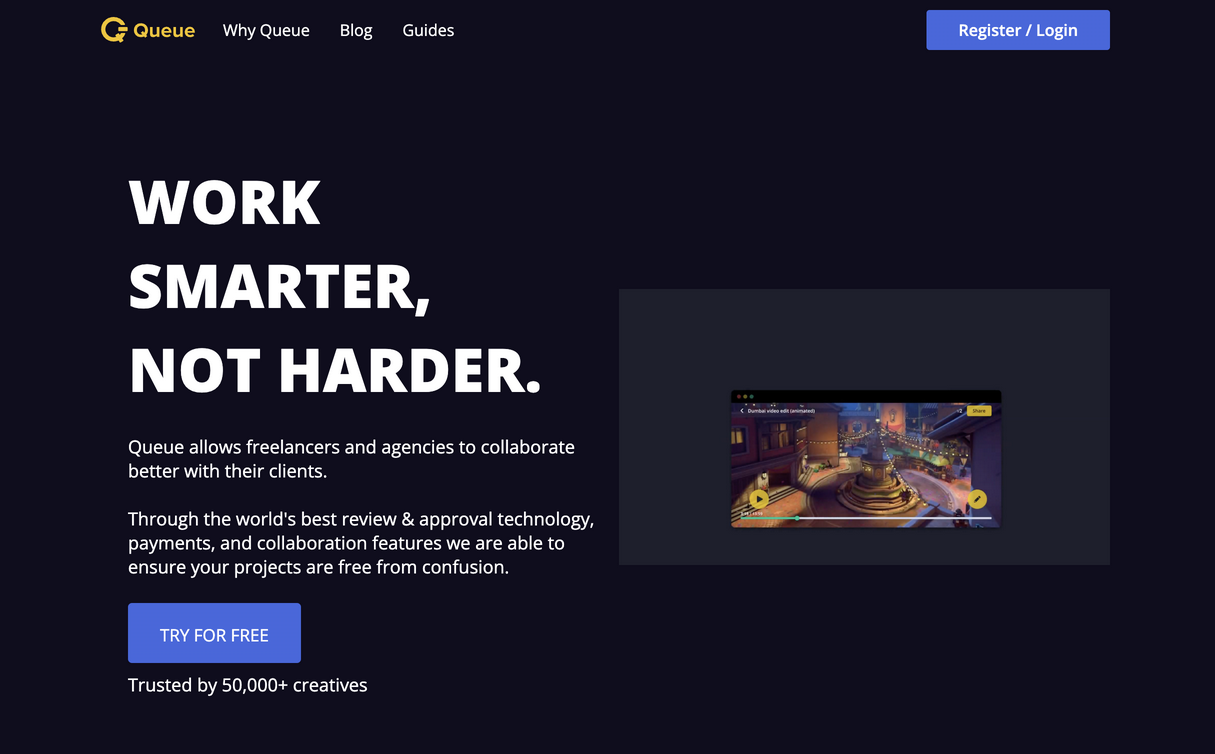 Queue
Why Queue
Blog
Guides
Register / Login
WORK
SMARTER,
NOT HARDER.
Queue allows freelancers and agencies to collaborate
better with their clients.
Through the world's best review & approval technology,
payments, and collaboration features we are able to
ensure your projects are free from confusion.
TRY FOR FREE
Trusted by 50,000+ creatives
Dumbai video edit (animated)
Share